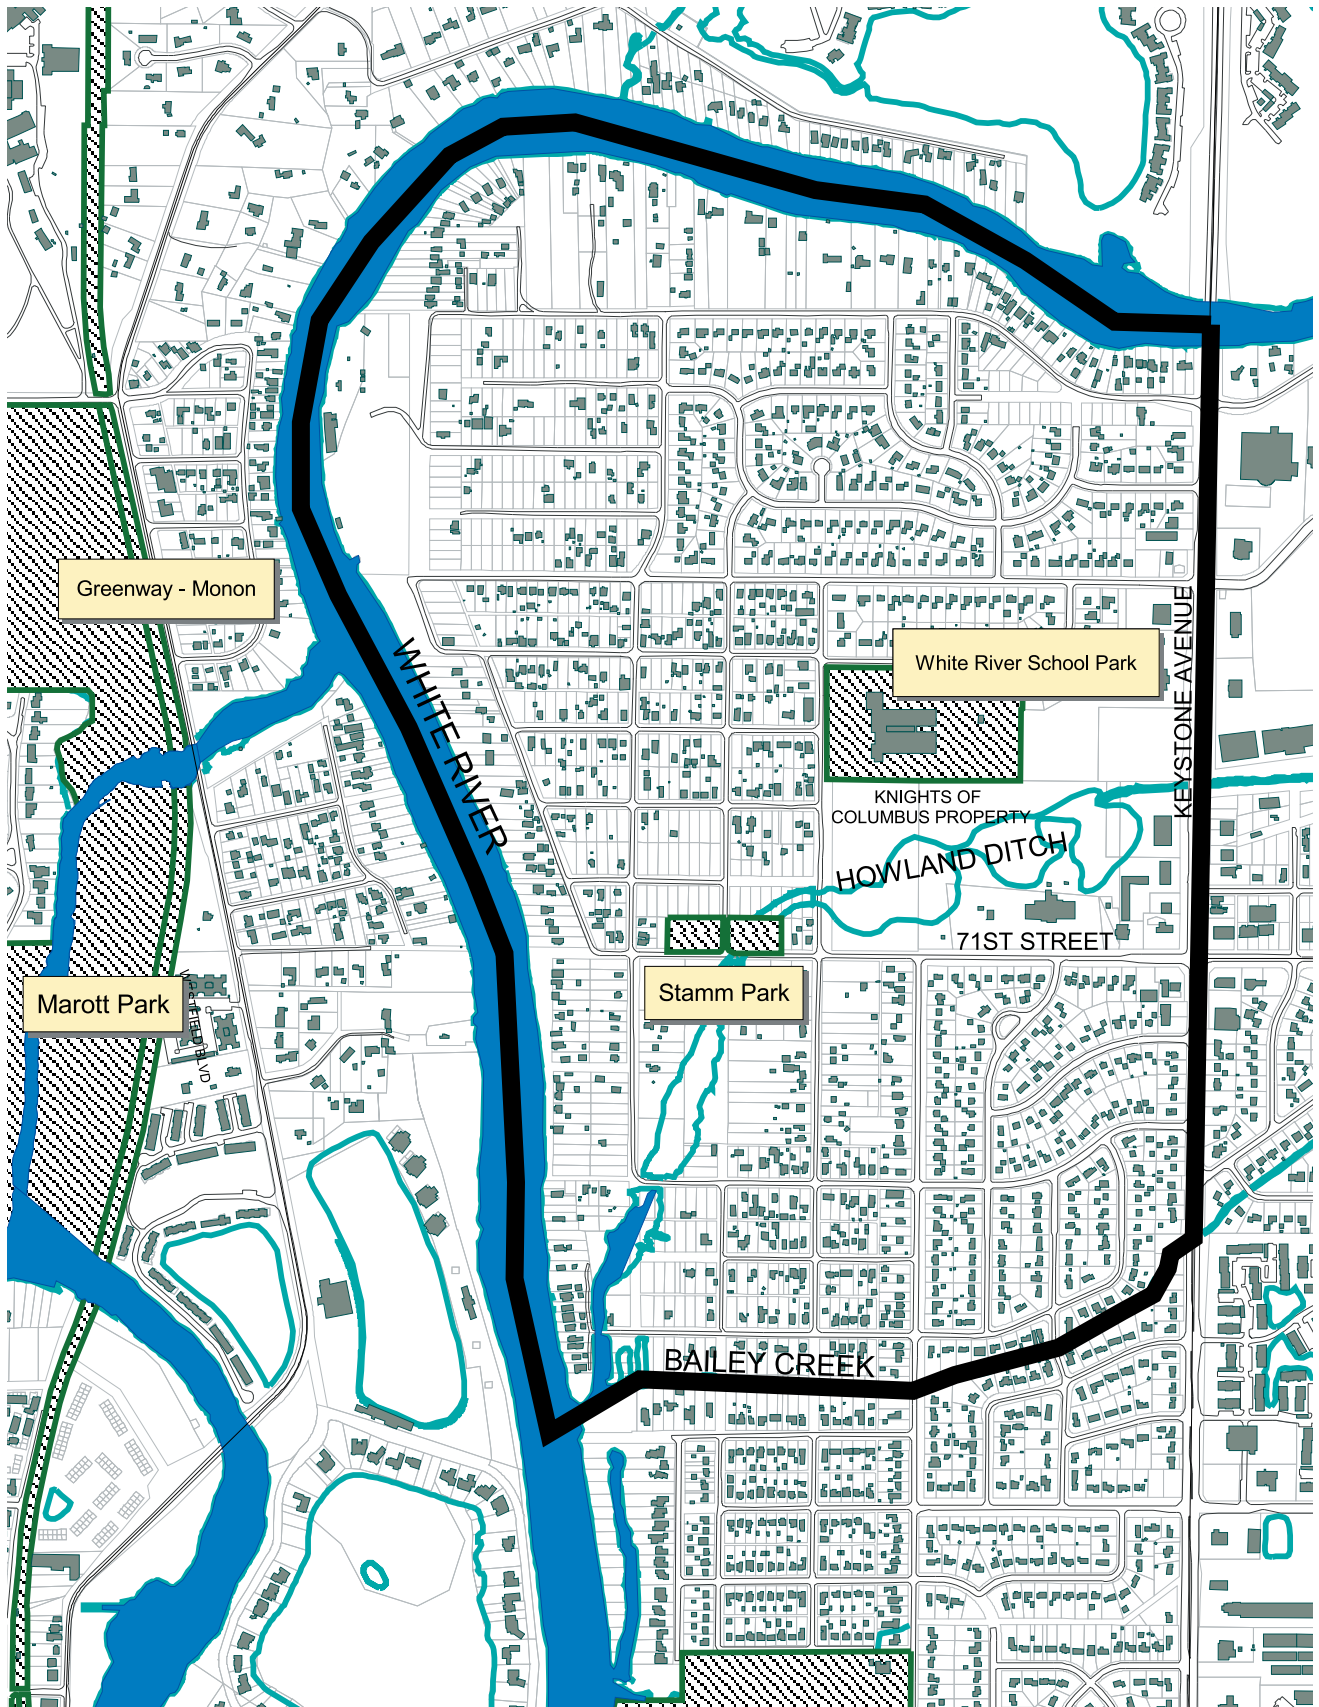 Greenway - Monon
White River School Park
KEYSTONE AVENUE
WHITE RIVER
KNIGHTS OF
COLUMBUS PROPERTY
HOWLAND DITCH
71ST STREET
Marott Park
Stamm Park
BLVD
BAILEY CREEK